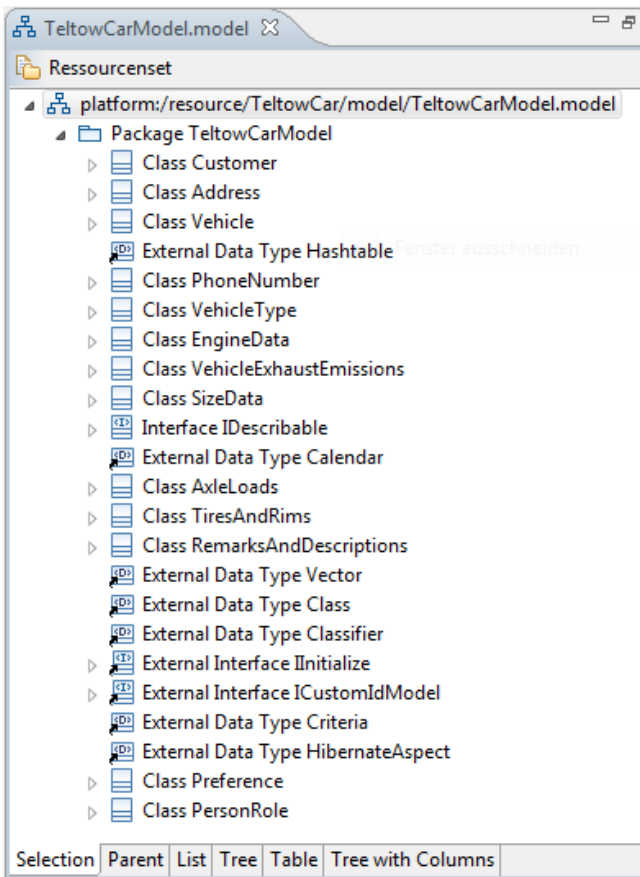 TeltowCarModel.model
Ressourcenset
platform:/resource/TeltowCar/model/TeltowCarModel.model
Package TeltowCarModel
Class Customer
Class Address
Class Vehicle
<D> External Data Type Hashtable Fenster ausschneiden
Class PhoneNumber
Class VehicleType
Class EngineData
Class VehicleExhaustEmissions
Class SizeData
<I> Interface IDescribable
<D> External Data Type Calendar
Class AxleLoads
Class TiresAndRims
Class RemarksAndDescriptions
<D> External Data Type Vector
<D> External Data Type Class
<D> External Data Type Classifier
<I> External Interface IInitialize
<I> External Interface ICustomIdModel
<D> External Data Type Criteria
<D> External Data Type HibernateAspect
Class Preference
Class PersonRole
Selection Parent List Tree Table Tree with Columns